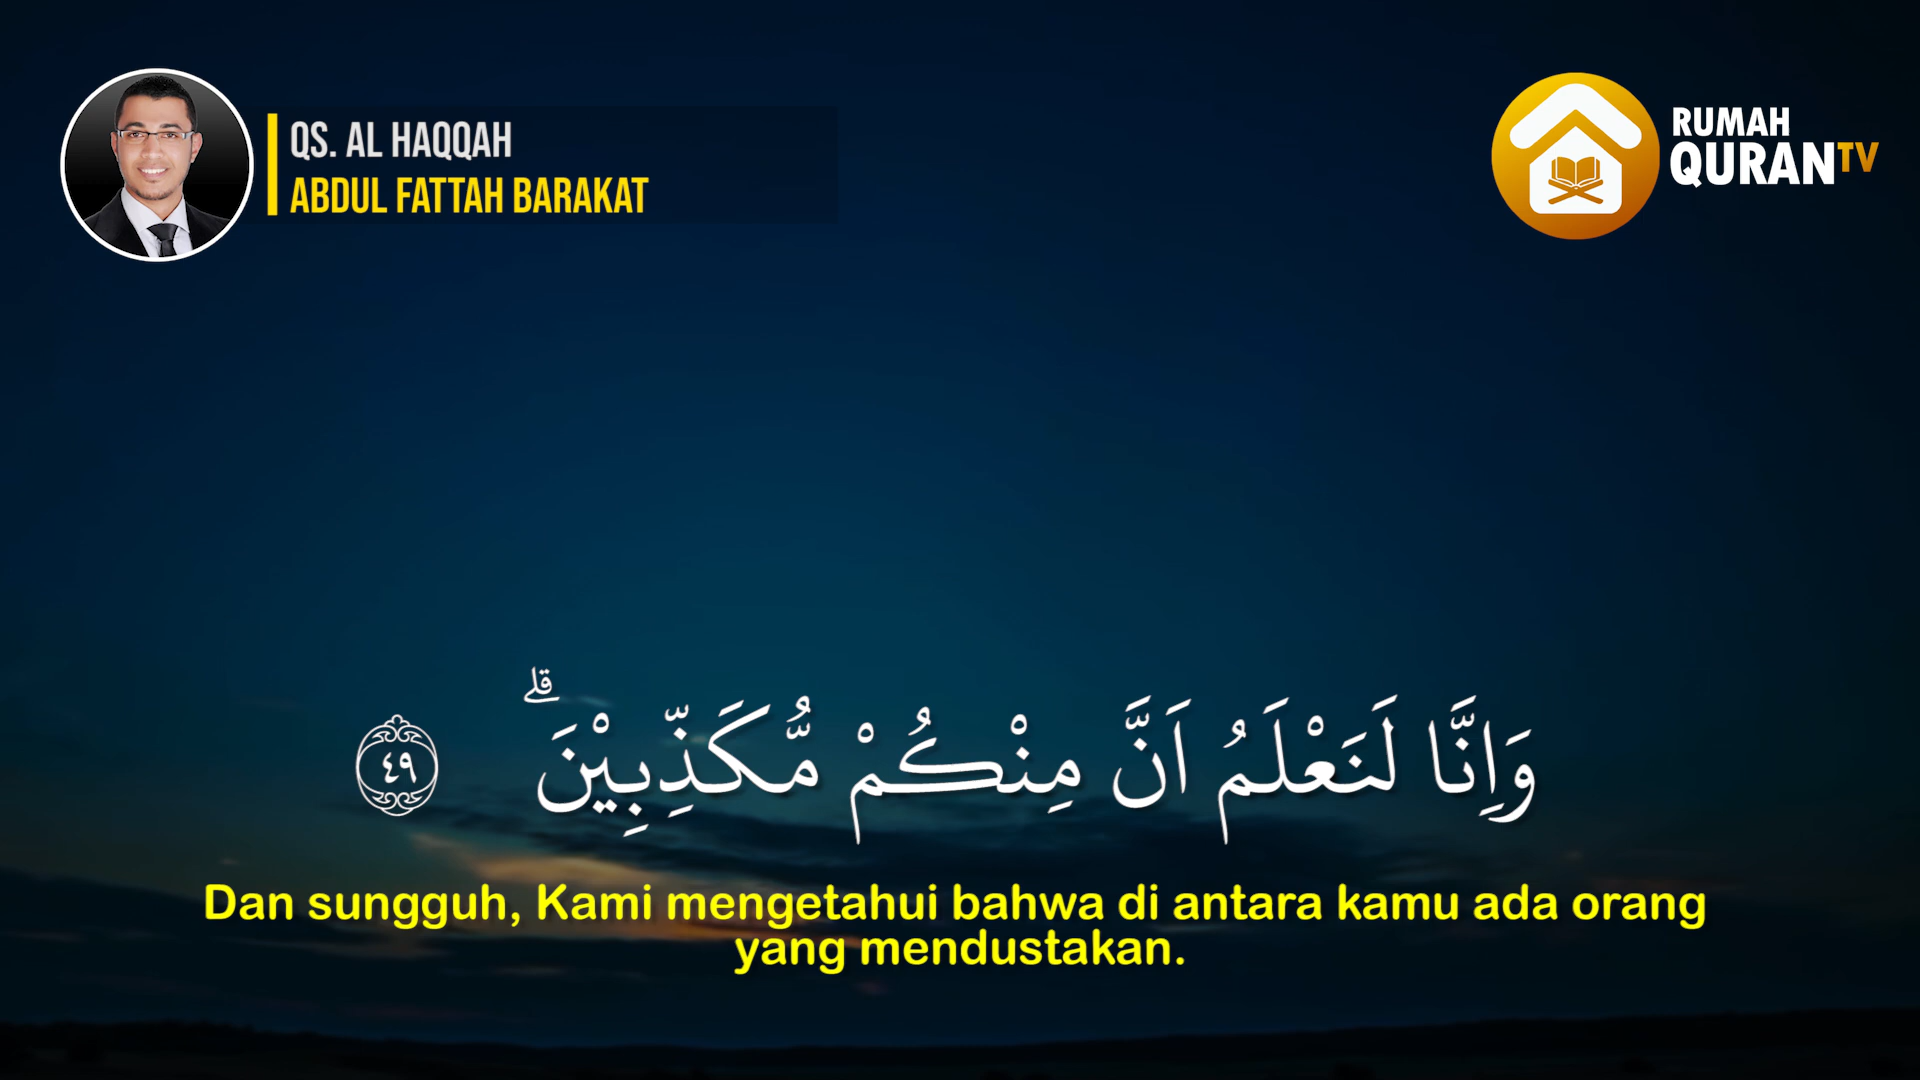 QS. AL HAQQAH
ABDUL FATTAH BARAKAT
RUMAH
QURANTV
وَاِنَّا لَنَعْلَمُ اَنَّ مِنْكُمْ مُّكَذِّبِيْنَۗ ٤٩
Dan sungguh, Kami mengetahui bahwa di antara kamu ada orang
yang mendustakan.